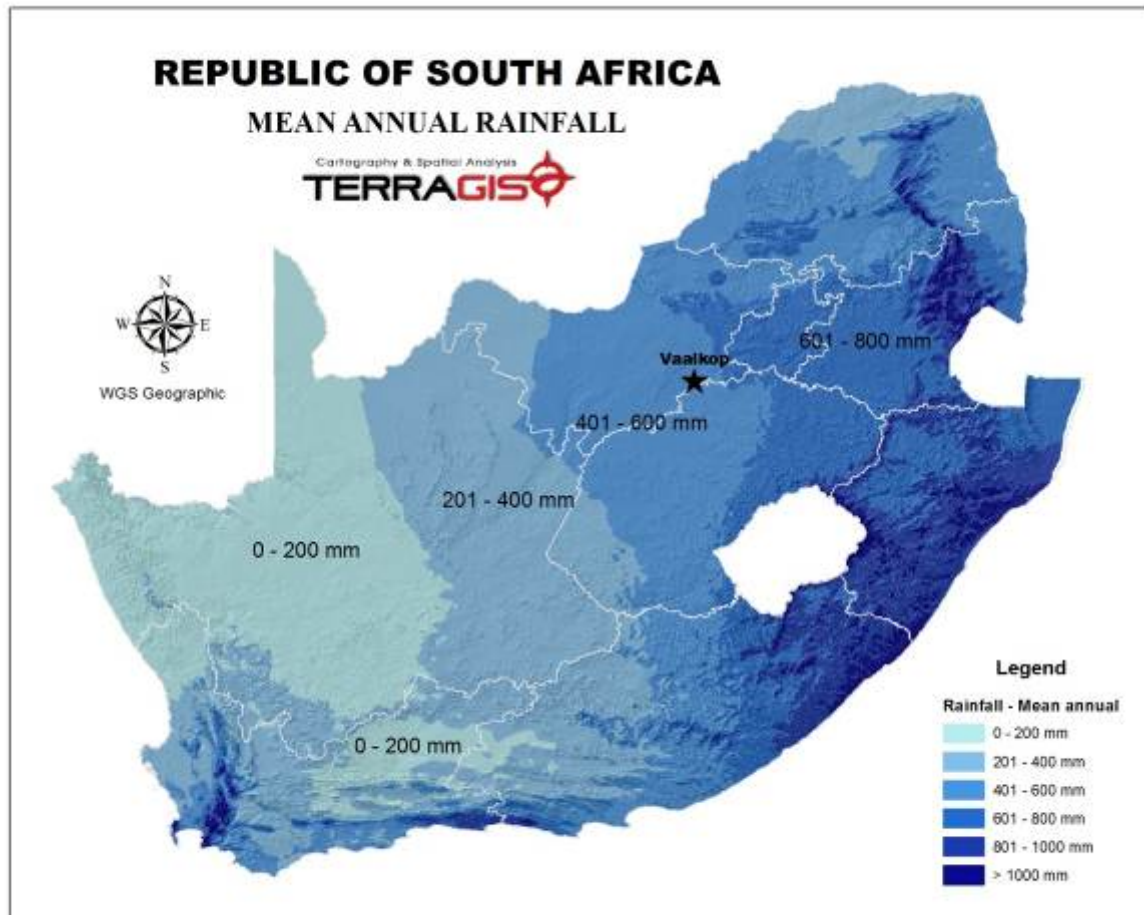 REPUBLIC OF SOUTH AFRICA
MEAN ANNUAL RAINFALL
Cartography & Spatial Analysis
TERRAGIS
N
W E
S
WGS Geographic
601 - 800 mm
Vaalkop
401 - 600 mm
201 - 400 mm
0 - 200 mm
0 - 200 mm
Legend
Rainfall - Mean annual
0 - 200 mm
201 - 400 mm
401 - 600 mm
601 - 800 mm
801 - 1000 mm
> 1000 mm